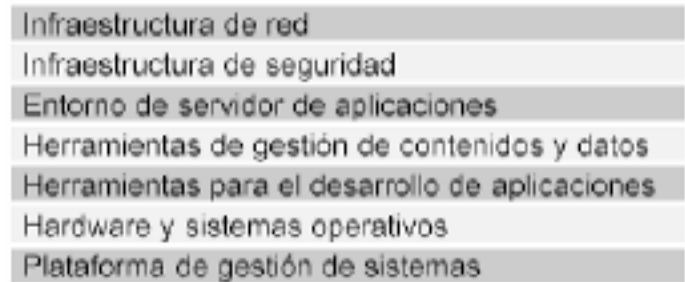 Infraestructura de red
Infraestructura de seguridad
Entorno de servidor de aplicaciones
Herramientas de gestión de contenidos y datos
Herramientas para el desarrollo de aplicaciones
Hardware y sistemas operativos
Plataforma de gestión de sistemas